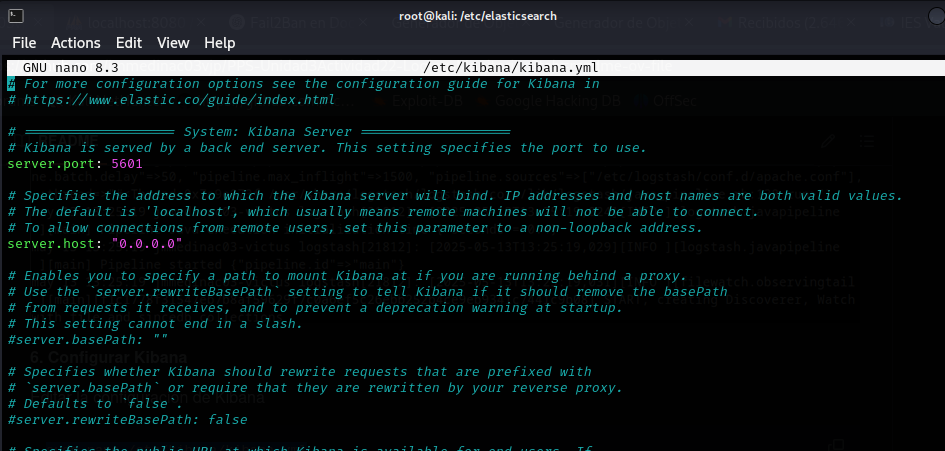 root@kali: /etc/elasticsearch
File Actions Edit View Help
GNU nano 8.3 /etc/kibana/kibana.yml
# For more configuration options see the configuration guide for Kibana in
# https://www.elastic.co/guide/index.html
# =================== System: Kibana Server ===================
# Kibana is served by a back end server. This setting specifies the port to use.
server.port: 5601
# Specifies the address to which the Kibana server will bind. IP addresses and host names are both valid values.
# The default is 'localhost', which usually means remote machines will not be able to connect.
# To allow connections from remote users, set this parameter to a non-loopback address.
server.host: "0.0.0.0"
# Enables you to specify a path to mount Kibana at if you are running behind a proxy.
# Use the `server.rewriteBasePath` setting to tell Kibana if it should remove the basePath
# from requests it receives, and to prevent a deprecation warning at startup.
# This setting cannot end in a slash.
#server.basePath: ""
6. Configurar Kibana
# Specifies whether Kibana should rewrite requests that are prefixed with
# `server.basePath` or require that they are rewritten by your reverse proxy.
# Defaults to `false`.
#server.rewriteBasePath: false
# Specifies the public URL at which Kibana is available for end users. If